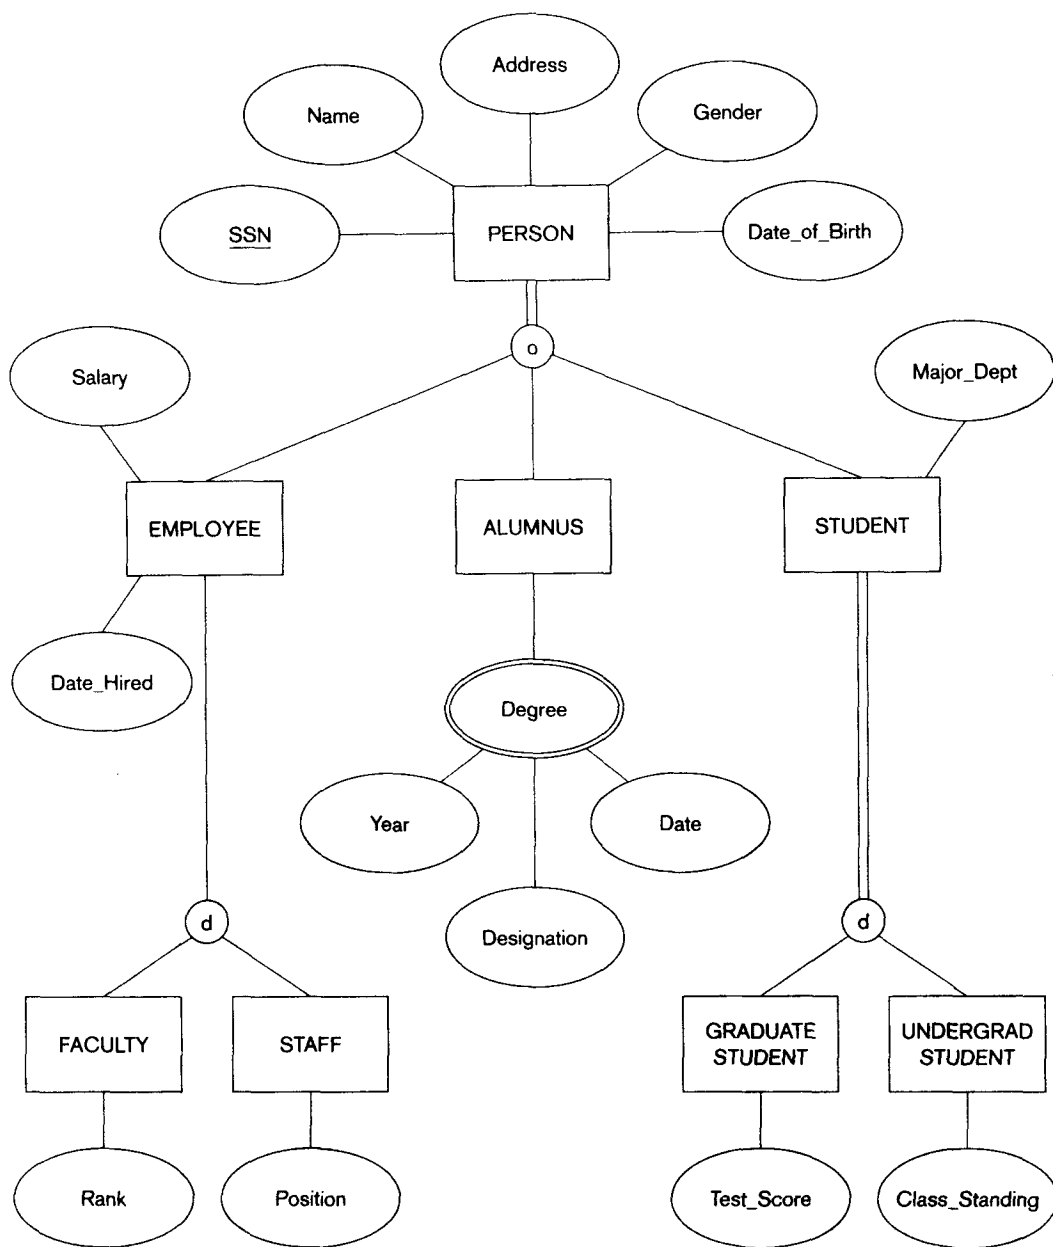 Address
Name
Gender
SSN
PERSON
Date_of_Birth
o
Salary
Major_Dept
EMPLOYEE
ALUMNUS
STUDENT
Date_Hired
Degree
Year
Date
d
Designation
d
FACULTY
STAFF
GRADUATE
STUDENT
UNDERGRAD
STUDENT
Rank
Position
Test_Score
Class_Standing